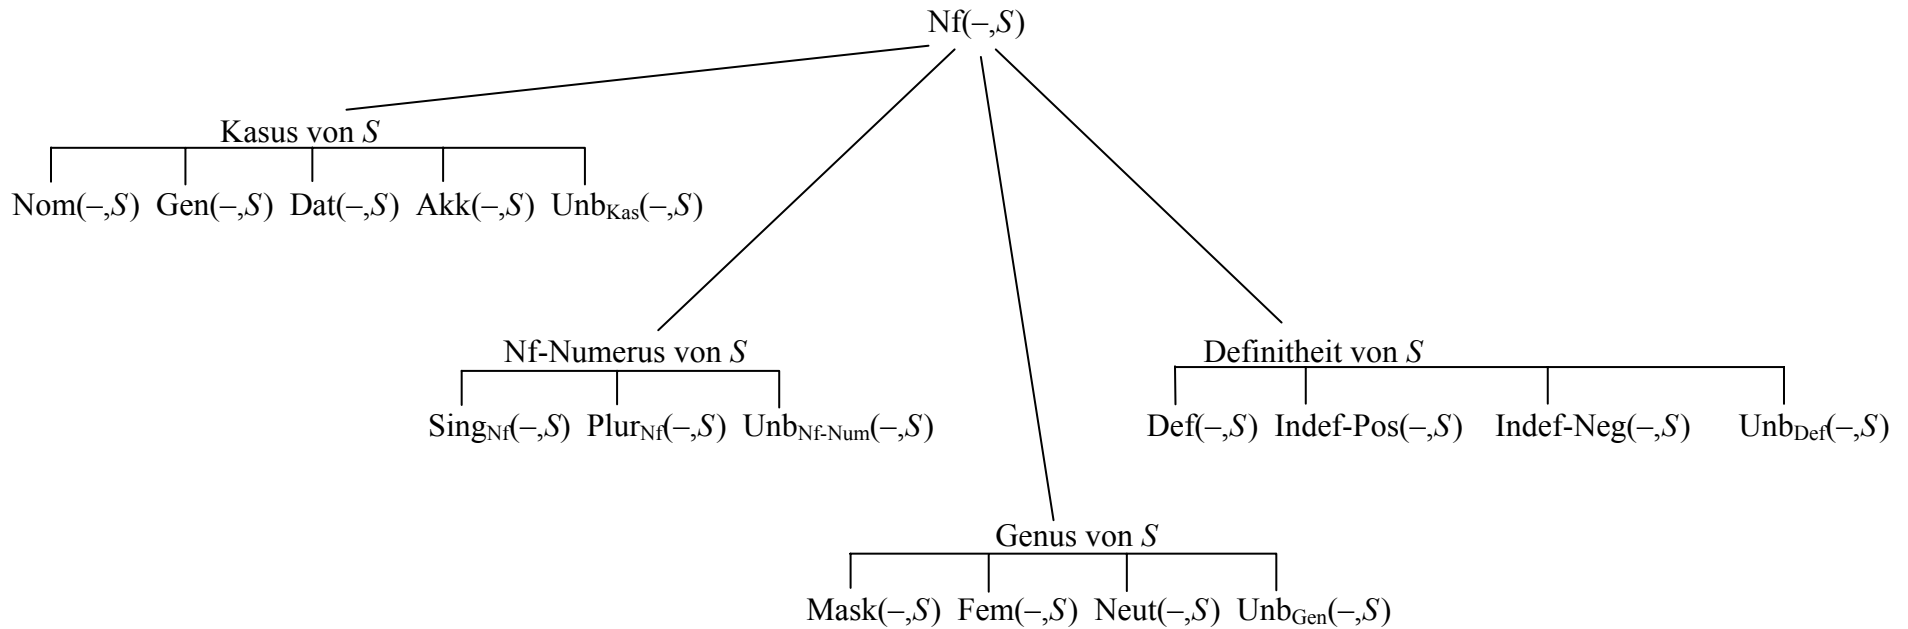 Nf(–,S)
Kasus von S
Nom(–,S) Gen(–,S) Dat(–,S) Akk(–,S) UnbKas(–,S)
Nf-Numerus von S
SingNf(–,S) PlurNf(–,S) UnbNf-Num(–,S)
Definitheit von S
Def(–,S) Indef-Pos(–,S) Indef-Neg(–,S) UnbDef(–,S)
Genus von S
Mask(–,S) Fem(–,S) Neut(–,S) UnbGen(–,S)